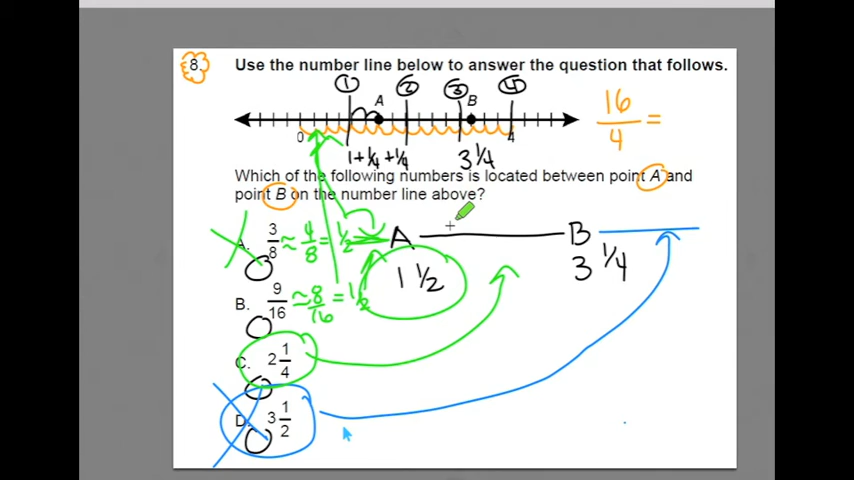 8. Use the number line below to answer the question that follows.
1 2 3 4
A B
0 4
1+¼+¼ 3 ¼
16/4 =
Which of the following numbers is located between point A and
point B on the number line above?
A. 3/8 ≈ 4/8 = ½
A B
1 ½ 3 ¼
B. 9/16 ≈ 8/16 = ½
C. 2 1/4
D. 3 1/2